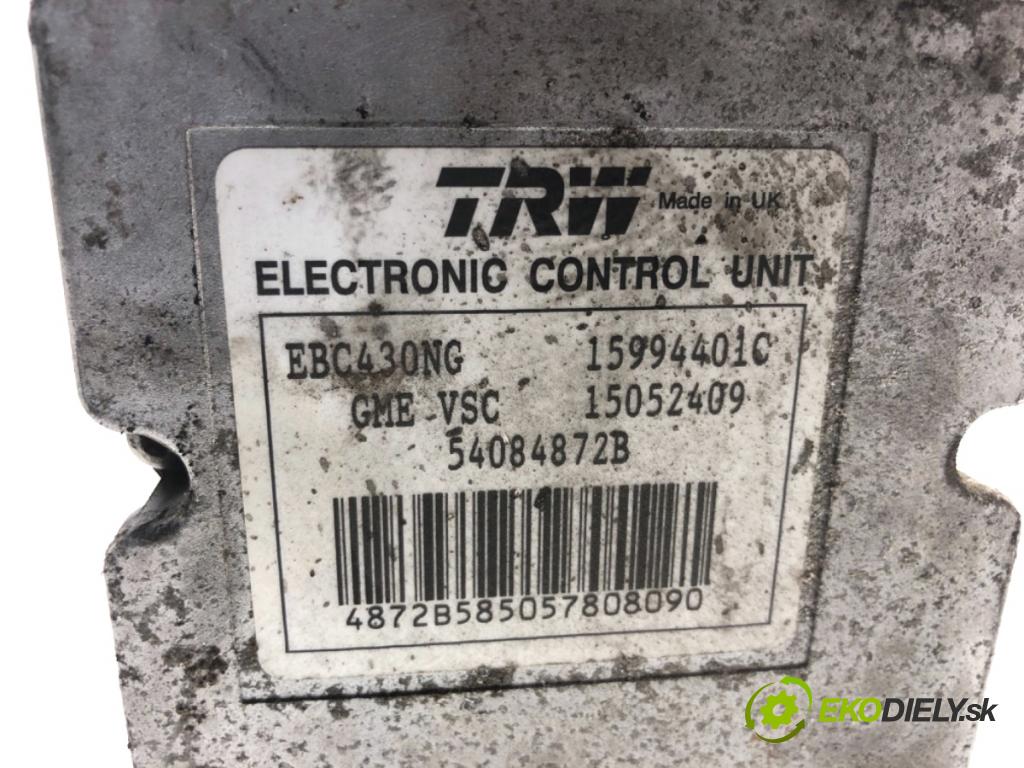 TRW Made in UK
ELECTRONIC CONTROL UNIT
EBC430NG 15994401C
GME VSC 15052409
54084872B
4872B585057808090
EKODIELY.sk